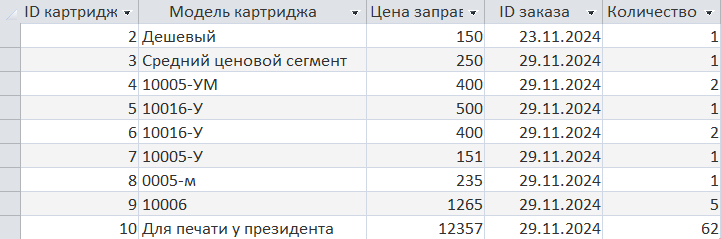 ID картридж Модель картриджа Цена заправ ID заказа Количество
2 Дешевый 150 23.11.2024 1
3 Средний ценовой сегмент 250 29.11.2024 1
4 10005-УМ 400 29.11.2024 2
5 10016-У 500 29.11.2024 1
6 10016-У 400 29.11.2024 2
7 10005-У 151 29.11.2024 1
8 0005-м 235 29.11.2024 1
9 10006 1265 29.11.2024 5
10 Для печати у президента 12357 29.11.2024 62